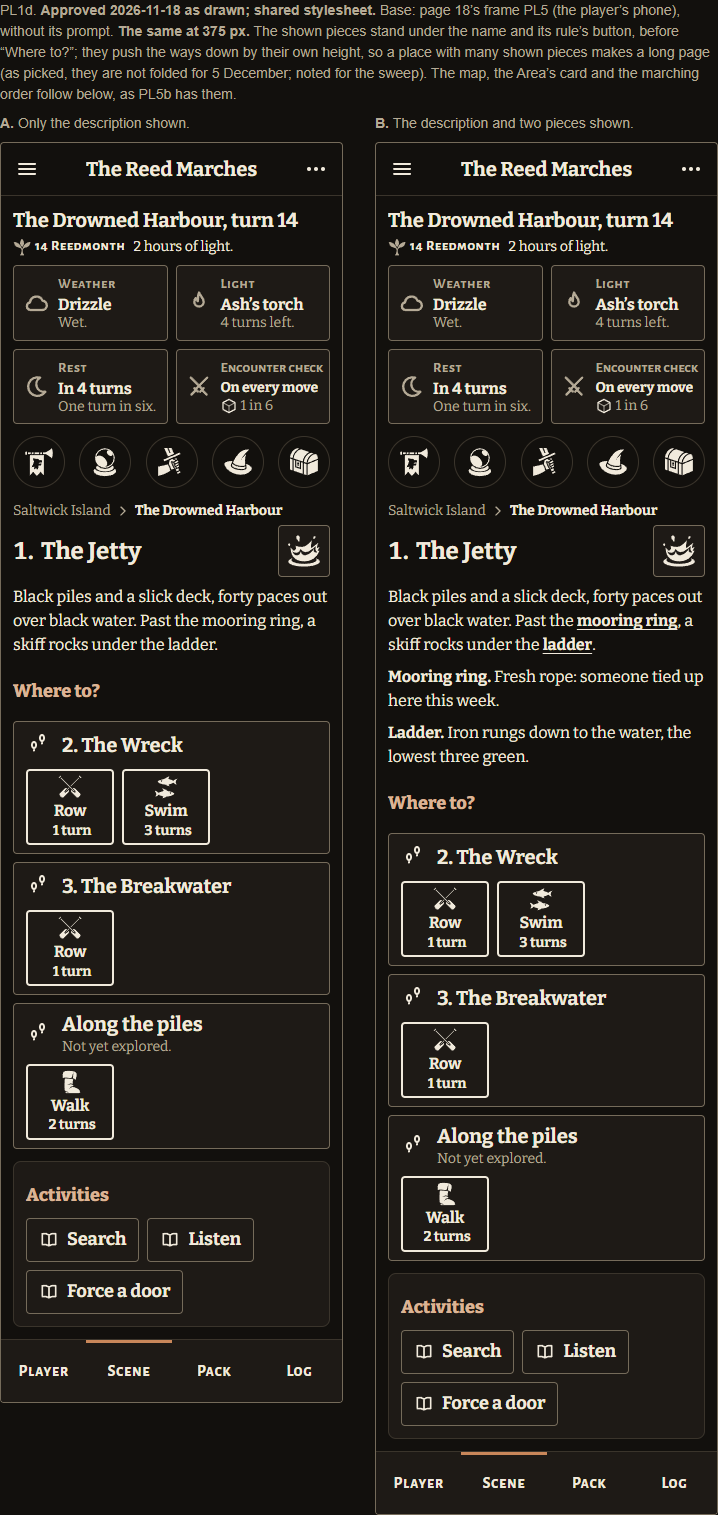 PL1d. Approved 2026-11-18 as drawn; shared stylesheet. Base: page 18’s frame PL5 (the player’s phone),
without its prompt. The same at 375 px. The shown pieces stand under the name and its rule’s button, before
“Where to?”; they push the ways down by their own height, so a place with many shown pieces makes a long page
(as picked, they are not folded for 5 December; noted for the sweep). The map, the Area’s card and the marching
order follow below, as PL5b has them.
A. Only the description shown.
The Reed Marches
The Drowned Harbour, turn 14
14 Reedmonth 2 hours of light.
Weather
Drizzle
Wet.
Light
Ash’s torch
4 turns left.
Rest
In 4 turns
One turn in six.
Encounter check
On every move
1 in 6
Saltwick Island > The Drowned Harbour
1. The Jetty
Black piles and a slick deck, forty paces out
over black water. Past the mooring ring, a
skiff rocks under the ladder.
Where to?
2. The Wreck
Row
1 turn
Swim
3 turns
3. The Breakwater
Row
1 turn
Along the piles
Not yet explored.
Walk
2 turns
Activities
Search
Listen
Force a door
Player Scene Pack Log
B. The description and two pieces shown.
The Reed Marches
The Drowned Harbour, turn 14
14 Reedmonth 2 hours of light.
Weather
Drizzle
Wet.
Light
Ash’s torch
4 turns left.
Rest
In 4 turns
One turn in six.
Encounter check
On every move
1 in 6
Saltwick Island > The Drowned Harbour
1. The Jetty
Black piles and a slick deck, forty paces out
over black water. Past the mooring ring, a
skiff rocks under the ladder.
Mooring ring. Fresh rope: someone tied up
here this week.
Ladder. Iron rungs down to the water, the
lowest three green.
Where to?
2. The Wreck
Row
1 turn
Swim
3 turns
3. The Breakwater
Row
1 turn
Along the piles
Not yet explored.
Walk
2 turns
Activities
Search
Listen
Force a door
Player Scene Pack Log